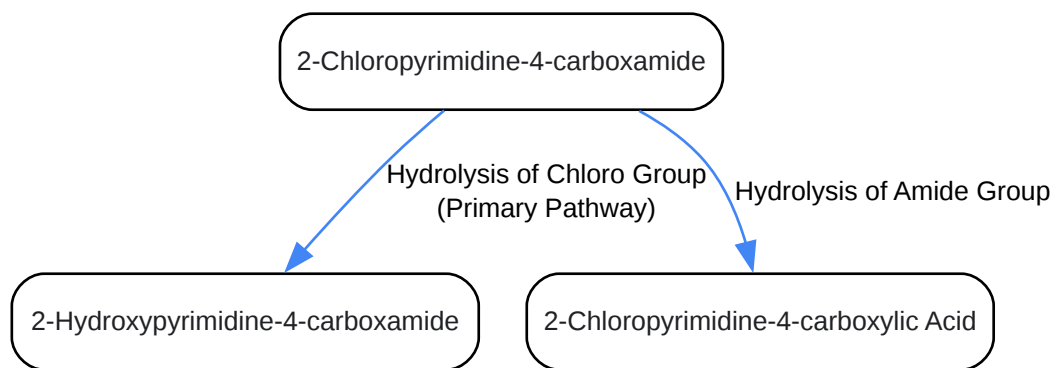 2-Chloropyrimidine-4-carboxamide
Hydrolysis of Chloro Group
(Primary Pathway)
Hydrolysis of Amide Group
2-Hydroxypyrimidine-4-carboxamide
2-Chloropyrimidine-4-carboxylic Acid